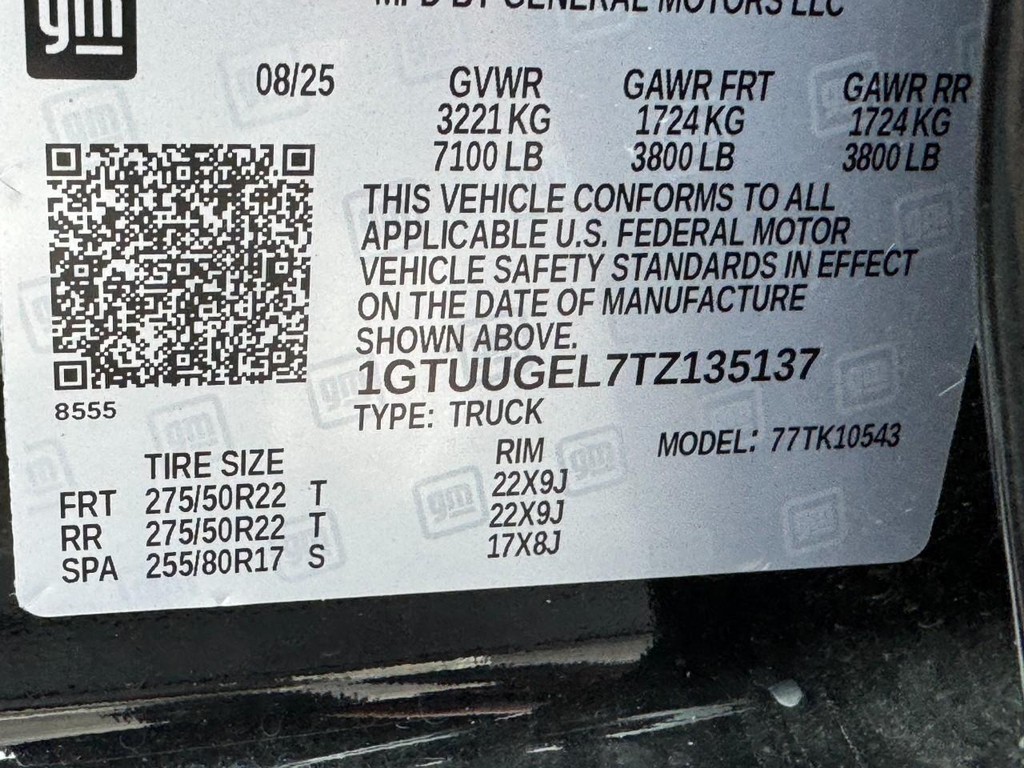 gm
MFD BY GENERAL MOTORS LLC
08/25 GVWR GAWR FRT GAWR RR
3221 KG 1724 KG 1724 KG
7100 LB 3800 LB 3800 LB
THIS VEHICLE CONFORMS TO ALL
APPLICABLE U.S. FEDERAL MOTOR
VEHICLE SAFETY STANDARDS IN EFFECT
ON THE DATE OF MANUFACTURE
SHOWN ABOVE.
1GTUUGEL7TZ135137
8555
TYPE: TRUCK
MODEL: 77TK10543
TIRE SIZE RIM
FRT 275/50R22 T 22X9J
RR 275/50R22 T 22X9J
SPA 255/80R17 S 17X8J